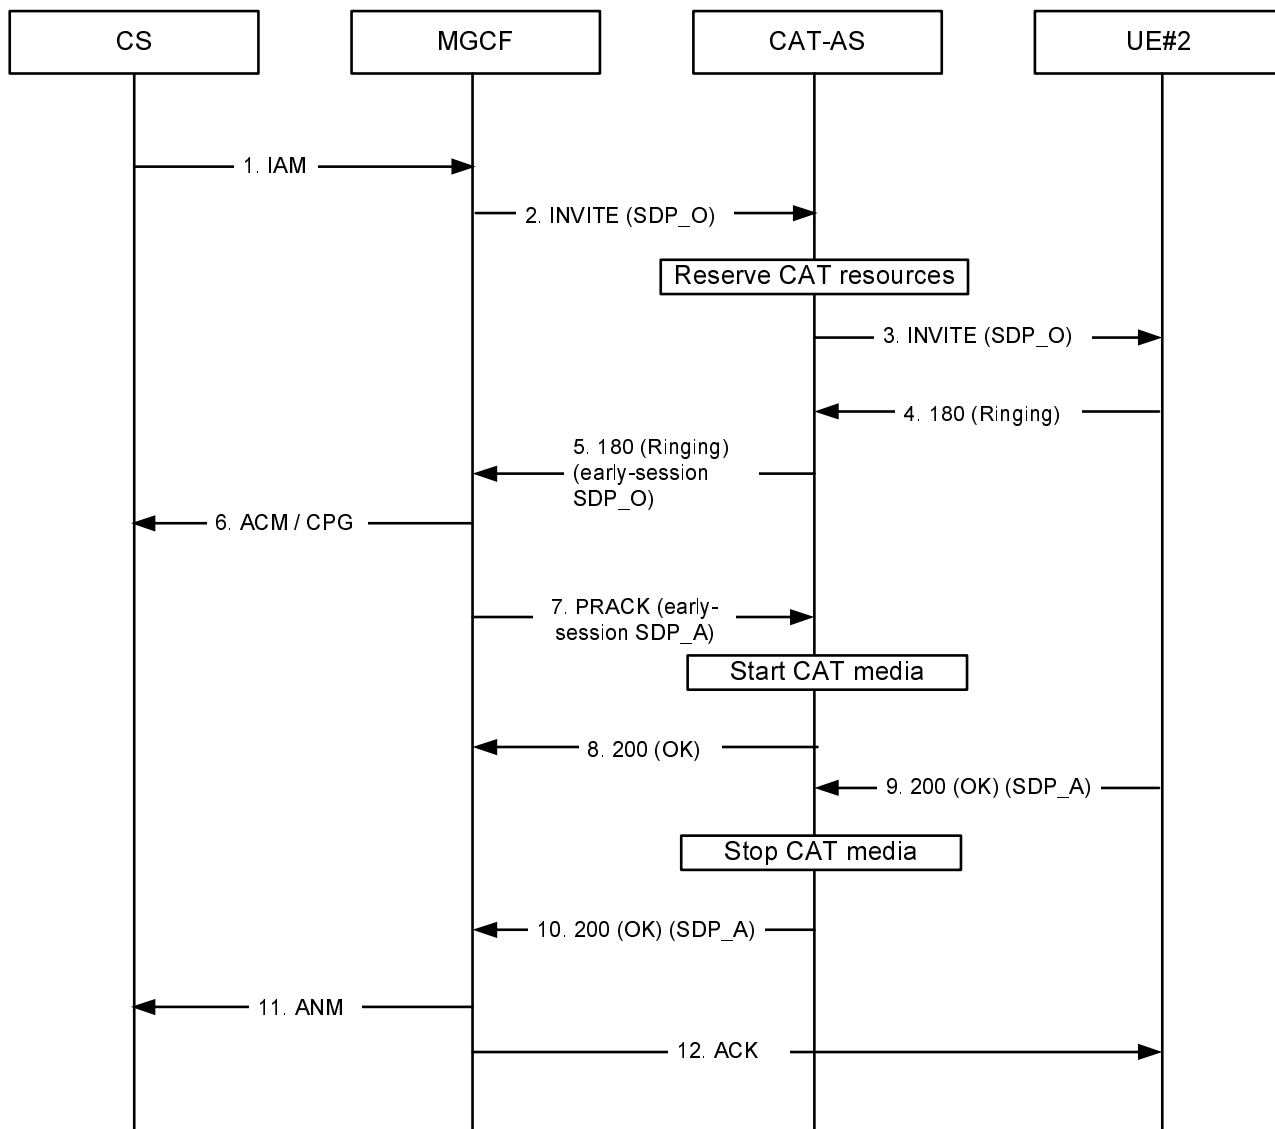 CS
MGCF
CAT-AS
UE#2
1. IAM
2. INVITE (SDP_O)
Reserve CAT resources
3. INVITE (SDP_O)
4. 180 (Ringing)
5. 180 (Ringing)
(early-session
SDP_O)
6. ACM / CPG
7. PRACK (early-
session SDP_A)
Start CAT media
8. 200 (OK)
9. 200 (OK) (SDP_A)
Stop CAT media
10. 200 (OK) (SDP_A)
11. ANM
12. ACK